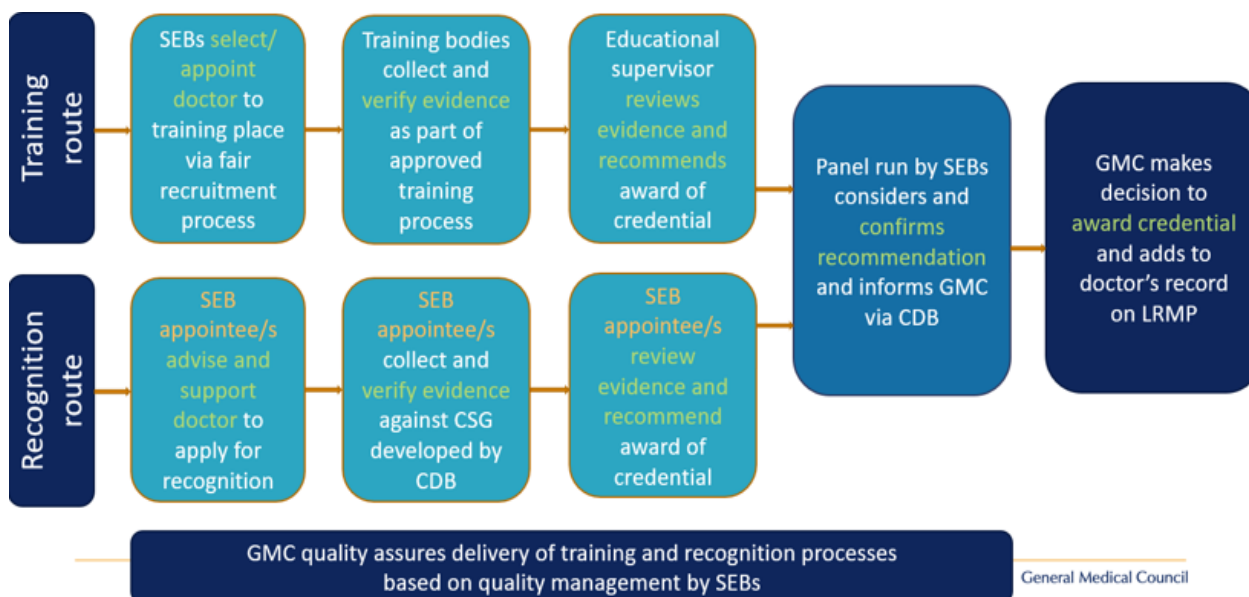 Training
route
SEBs select/
appoint
doctor to
training place
via fair
recruitment
process
Training bodies
collect and
verify evidence
as part of
approved
training
process
Educational
supervisor
reviews
evidence and
recommends
award of
credential
Recognition
route
SEB
appointee/s
advise and
support
doctor to
apply for
recognition
SEB
appointee/s
collect and
verify evidence
against CSG
developed by
CDB
SEB
appointee/s
review
evidence and
recommend
award of
credential
Panel run by SEBs
considers and
confirms
recommendation
and informs GMC
via CDB
GMC makes
decision to
award credential
and adds to
doctor's record
on LRMP
GMC quality assures delivery of training and recognition processes
based on quality management by SEBs
General Medical Council